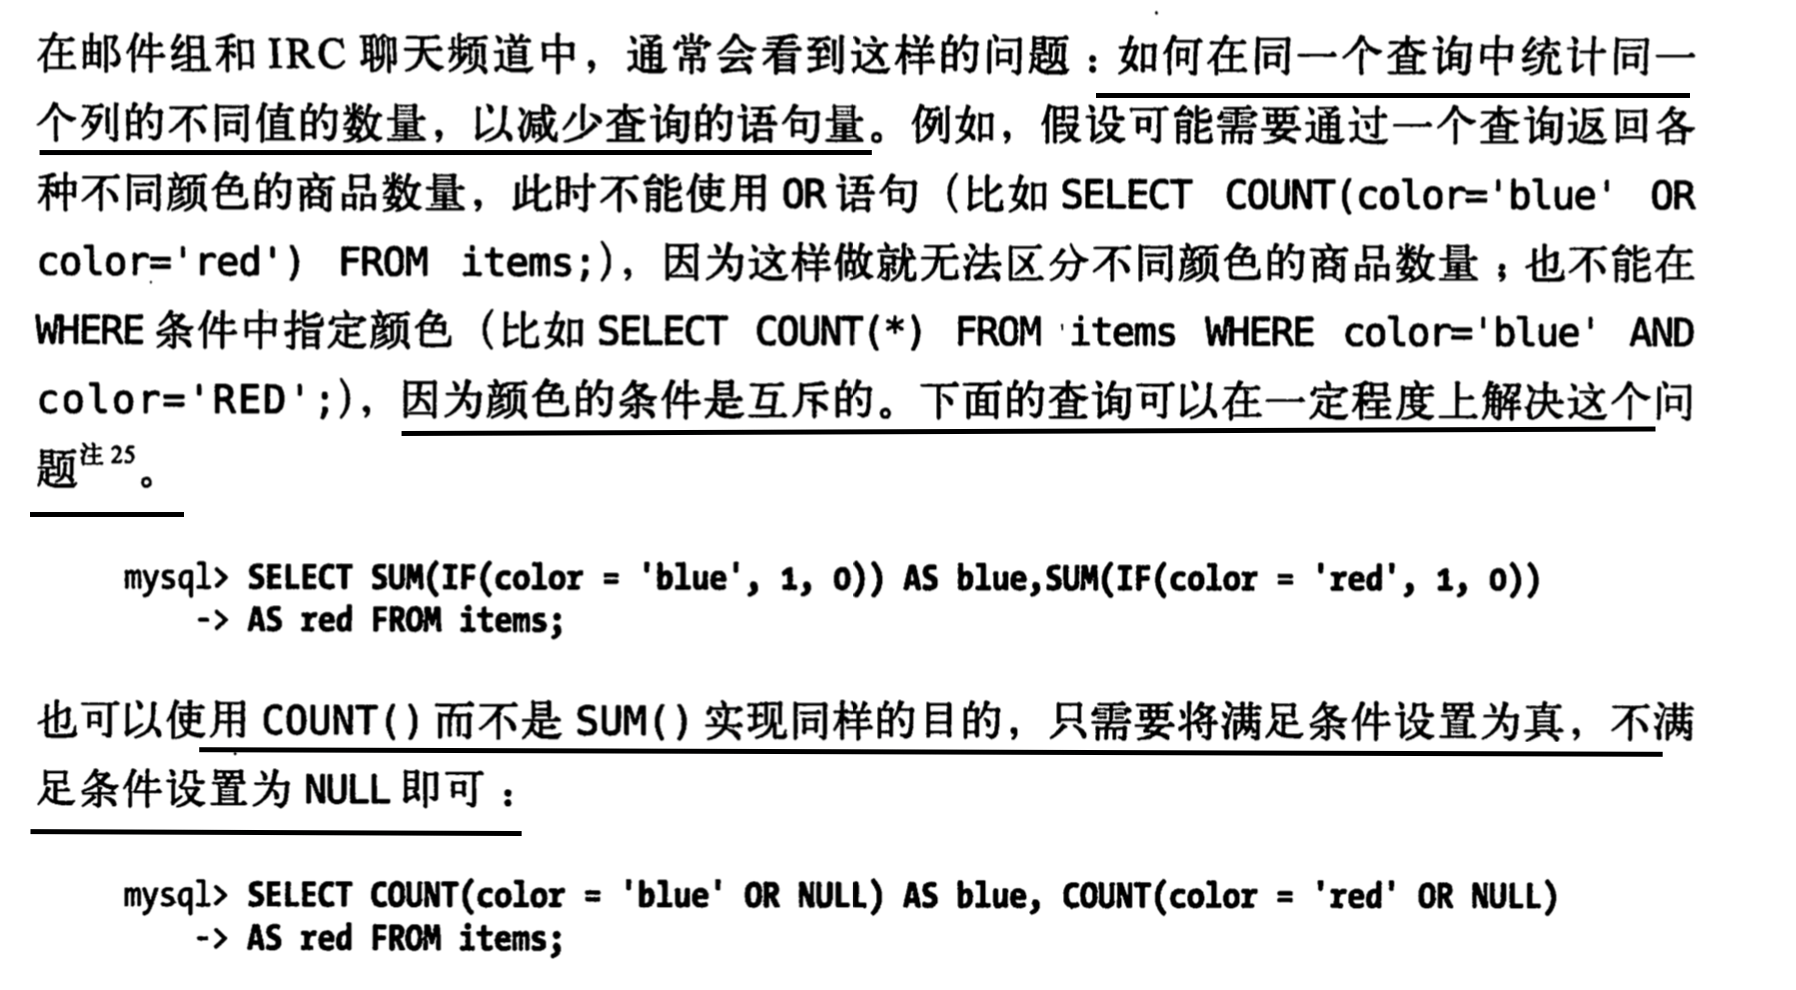 在邮件组和 IRC 聊天频道中，通常会看到这样的问题：如何在同一个查询中统计同一
个列的不同值的数量，以减少查询的语句量。例如，假设可能需要通过一个查询返回各
种不同颜色的商品数量，此时不能使用 OR 语句（比如 SELECT COUNT(color='blue' OR
color='red') FROM items;），因为这样做就无法区分不同颜色的商品数量；也不能在
WHERE 条件中指定颜色（比如 SELECT COUNT(*) FROM items WHERE color='blue' AND
color='RED';），因为颜色的条件是互斥的。下面的查询可以在一定程度上解决这个问
题注 25。
mysql> SELECT SUM(IF(color = 'blue', 1, 0)) AS blue,SUM(IF(color = 'red', 1, 0))
-> AS red FROM items;
也可以使用 COUNT() 而不是 SUM() 实现同样的目的，只需要将满足条件设置为真，不满
足条件设置为 NULL 即可：
mysql> SELECT COUNT(color = 'blue' OR NULL) AS blue, COUNT(color = 'red' OR NULL)
-> AS red FROM items;